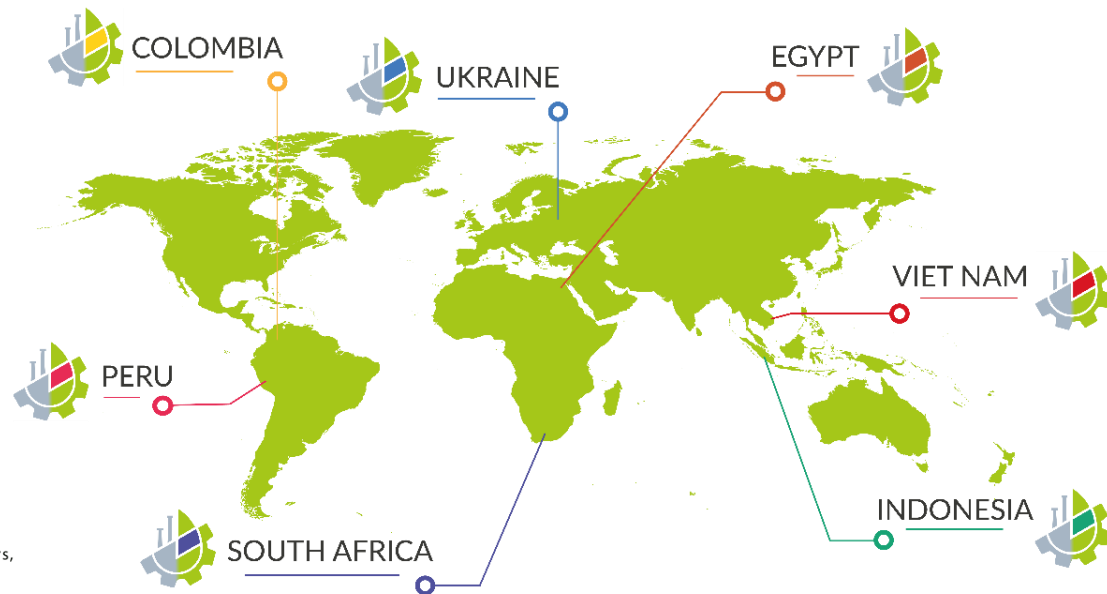 COLOMBIA
UKRAINE
EGYPT
VIET NAM
PERU
INDONESIA
SOUTH AFRICA